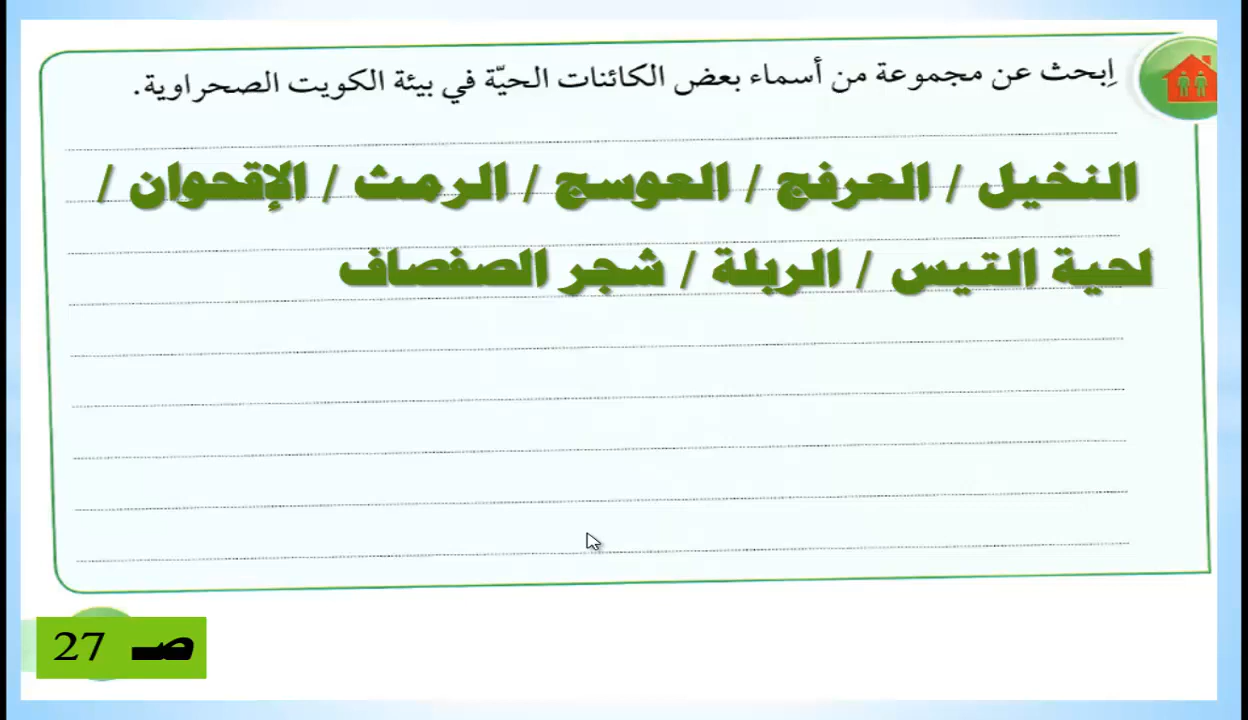 اِبحث عن مجموعة من أسماء بعض الكائنات الحيّة في بيئة الكويت الصحراوية.
النخيل / العرفج / العوسج / الرمث / الإقحوان /
لحية التيس / الربلة / شجر الصفصاف
صـ 27